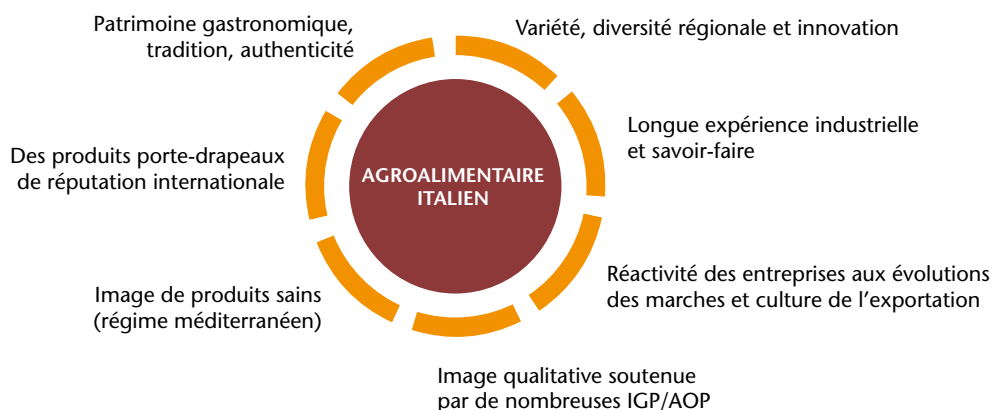 Patrimoine gastronomique,
tradition, authenticité
Variété, diversité régionale et innovation
Longue expérience industrielle
et savoir-faire
Des produits porte-drapeaux
de réputation internationale
AGROALIMENTAIRE
ITALIEN
Réactivité des entreprises aux évolutions
des marches et culture de l’exportation
Image de produits sains
(régime méditerranéen)
Image qualitative soutenue
par de nombreuses IGP/AOP